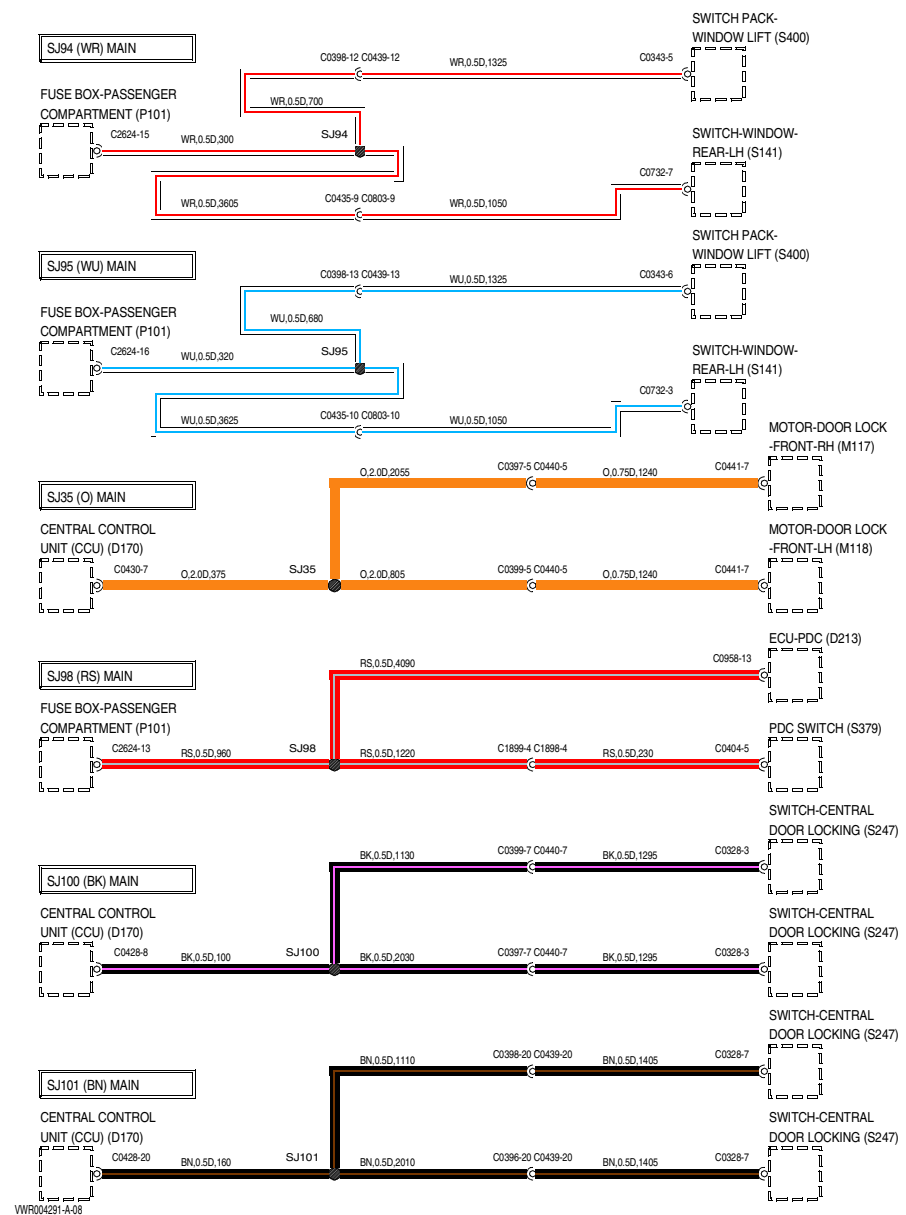 SJ94 (WR) MAIN
FUSE BOX-PASSENGER
COMPARTMENT (P101)
C2624-15
WR,0.5D,300
SJ94
WR,0.5D,700
C0398-12 C0439-12
WR,0.5D,1325
C0343-5
SWITCH PACK-
WINDOW LIFT (S400)
WR,0.5D,3605
C0435-9 C0803-9
WR,0.5D,1050
C0732-7
SWITCH-WINDOW-
REAR-LH (S141)
SJ95 (WU) MAIN
FUSE BOX-PASSENGER
COMPARTMENT (P101)
C2624-16
WU,0.5D,320
SJ95
WU,0.5D,680
C0398-13 C0439-13
WU,0.5D,1325
C0343-6
SWITCH PACK-
WINDOW LIFT (S400)
WU,0.5D,3625
C0435-10 C0803-10
WU,0.5D,1050
C0732-3
SWITCH-WINDOW-
REAR-LH (S141)
SJ35 (O) MAIN
CENTRAL CONTROL
UNIT (CCU) (D170)
C0430-7
O,2.0D,375
SJ35
O,2.0D,2055
C0397-5 C0440-5
O,0.75D,1240
C0441-7
MOTOR-DOOR LOCK
-FRONT-RH (M117)
O,2.0D,805
C0399-5 C0440-5
O,0.75D,1240
C0441-7
MOTOR-DOOR LOCK
-FRONT-LH (M118)
SJ98 (RS) MAIN
FUSE BOX-PASSENGER
COMPARTMENT (P101)
C2624-13
RS,0.5D,960
SJ98
RS,0.5D,4090
C0958-13
ECU-PDC (D213)
RS,0.5D,1220
C1899-4 C1898-4
RS,0.5D,230
C0404-5
PDC SWITCH (S379)
SJ100 (BK) MAIN
CENTRAL CONTROL
UNIT (CCU) (D170)
C0428-8
BK,0.5D,100
SJ100
BK,0.5D,1130
C0399-7 C0440-7
BK,0.5D,1295
C0328-3
SWITCH-CENTRAL
DOOR LOCKING (S247)
BK,0.5D,2030
C0397-7 C0440-7
BK,0.5D,1295
C0328-3
SWITCH-CENTRAL
DOOR LOCKING (S247)
SJ101 (BN) MAIN
CENTRAL CONTROL
UNIT (CCU) (D170)
C0428-20
BN,0.5D,160
SJ101
BN,0.5D,1110
C0398-20 C0439-20
BN,0.5D,1405
C0328-7
SWITCH-CENTRAL
DOOR LOCKING (S247)
BN,0.5D,2010
C0396-20 C0439-20
BN,0.5D,1405
C0328-7
SWITCH-CENTRAL
DOOR LOCKING (S247)
VWR004291-A-08